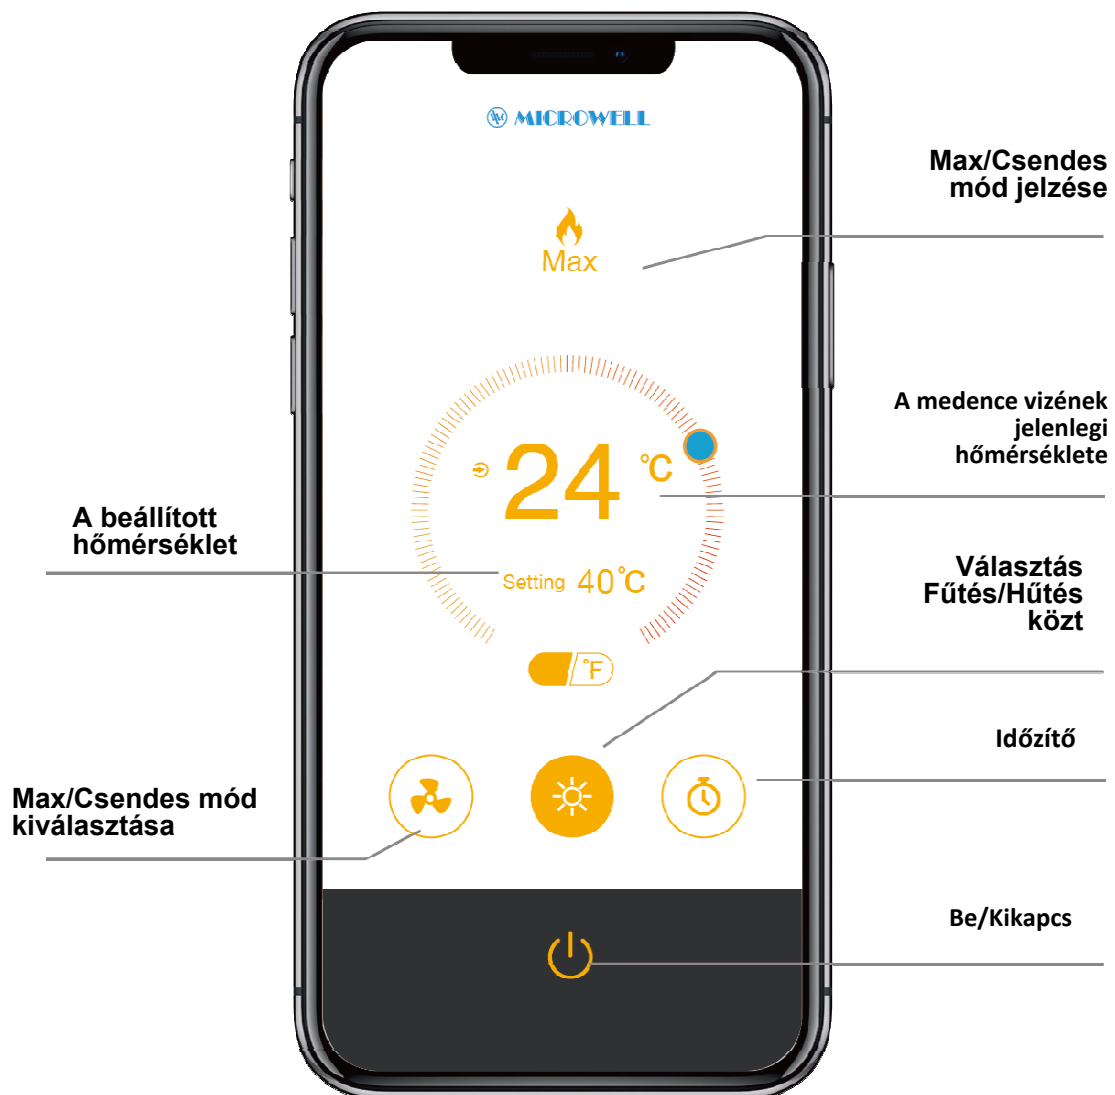 MICROWELL
Max/Csendes
mód jelzése
Max
A medence vizének
jelenlegi
hőmérséklete
24 °C
A beállított
hőmérséklet
Setting 40°C
Választás
Fűtés/Hűtés
közt
°F
Időzítő
Max/Csendes mód
kiválasztása
Be/Kikapcs